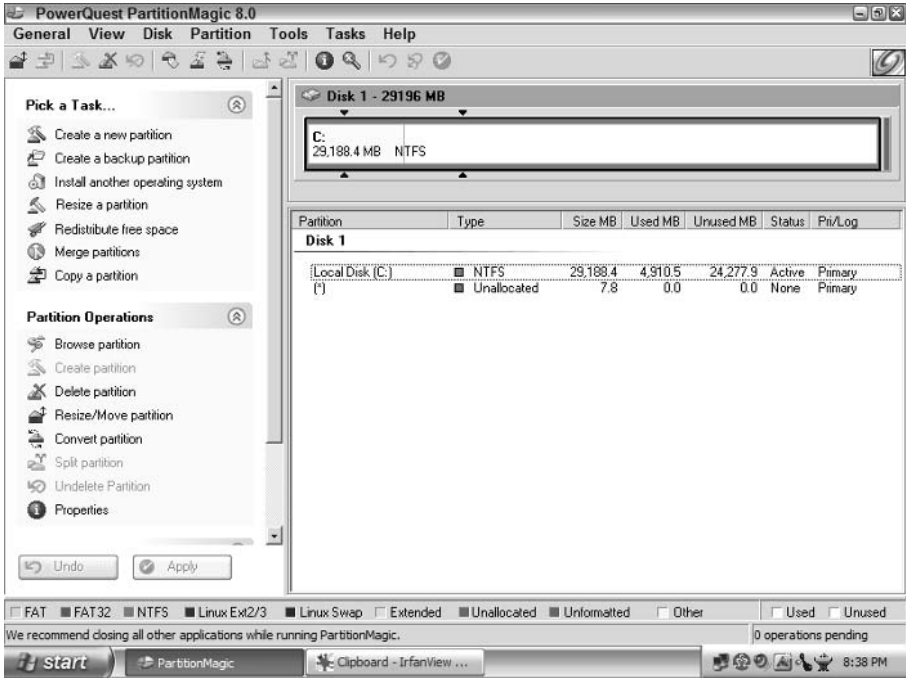 PowerQuest PartitionMagic 8.0
General View Disk Partition Tools Tasks Help
Pick a Task...
Create a new partition
Create a backup partition
Install another operating system
Resize a partition
Redistribute free space
Merge partitions
Copy a partition
Partition Operations
Browse partition
Create partition
Delete partition
Resize/Move partition
Convert partition
Split partition
Undelete Partition
Properties
Undo Apply
Disk 1 - 29196 MB
C:
29,188.4 MB NTFS
Partition Type Size MB Used MB Unused MB Status Pri/Log
Disk 1
Local Disk (C:) NTFS 29,188.4 4,910.5 24,277.9 Active Primary
(*) Unallocated 7.8 0.0 0.0 None Primary
FAT FAT32 NTFS Linux Ext2/3 Linux Swap Extended Unallocated Unformatted Other Used Unused
We recommend closing all other applications while running PartitionMagic. 0 operations pending
start PartitionMagic Clipboard - IrfanView ... 8:38 PM